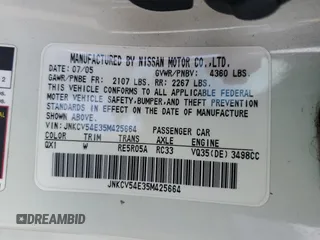 MANUFACTURED BY NISSAN MOTOR CO.,LTD.
DATE: 07/05 GVWR/PNBV: 4360 LBS.
GAWR/PNBE FR: 2107 LBS. RR: 2267 LBS.
THIS VEHICLE CONFORMS TO ALL APPLICABLE FEDERAL
MOTOR VEHICLE SAFETY,BUMPER,AND THEFT PREVENTION
STANDARDS IN EFFECT ON THE DATE OF MANUFACTURE
SHOWN ABOVE.
VIN: JNKCV54E35M425664 PASSENGER CAR
COLOR TRIM TRANS AXLE ENGINE
QX1 W RE5R05A RC33 VQ35(DE) 3498CC
JNKCV54E35M425664
2
DREAMBID